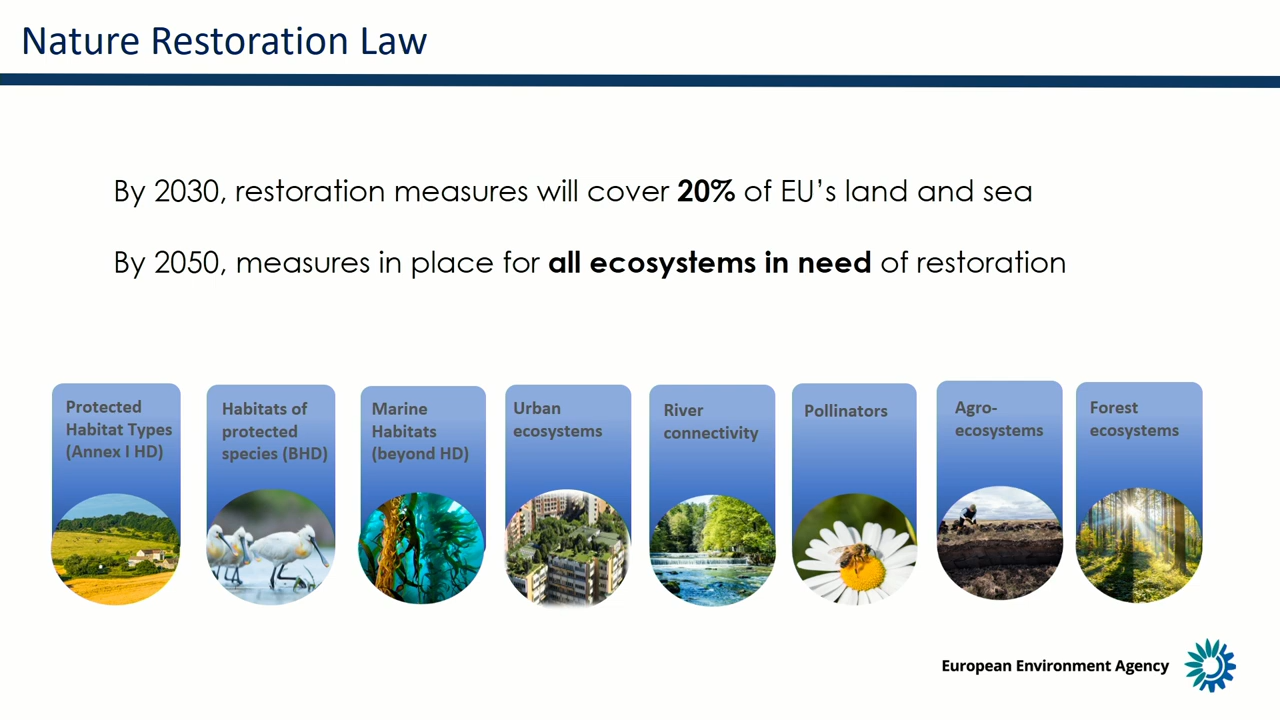 Nature Restoration Law
By 2030, restoration measures will cover 20% of EU’s land and sea
By 2050, measures in place for all ecosystems in need of restoration
Protected
Habitat Types
(Annex I HD)
Habitats of
protected
species (BHD)
Marine
Habitats
(beyond HD)
Urban
ecosystems
River
connectivity
Pollinators
Agro-
ecosystems
Forest
ecosystems
European Environment Agency